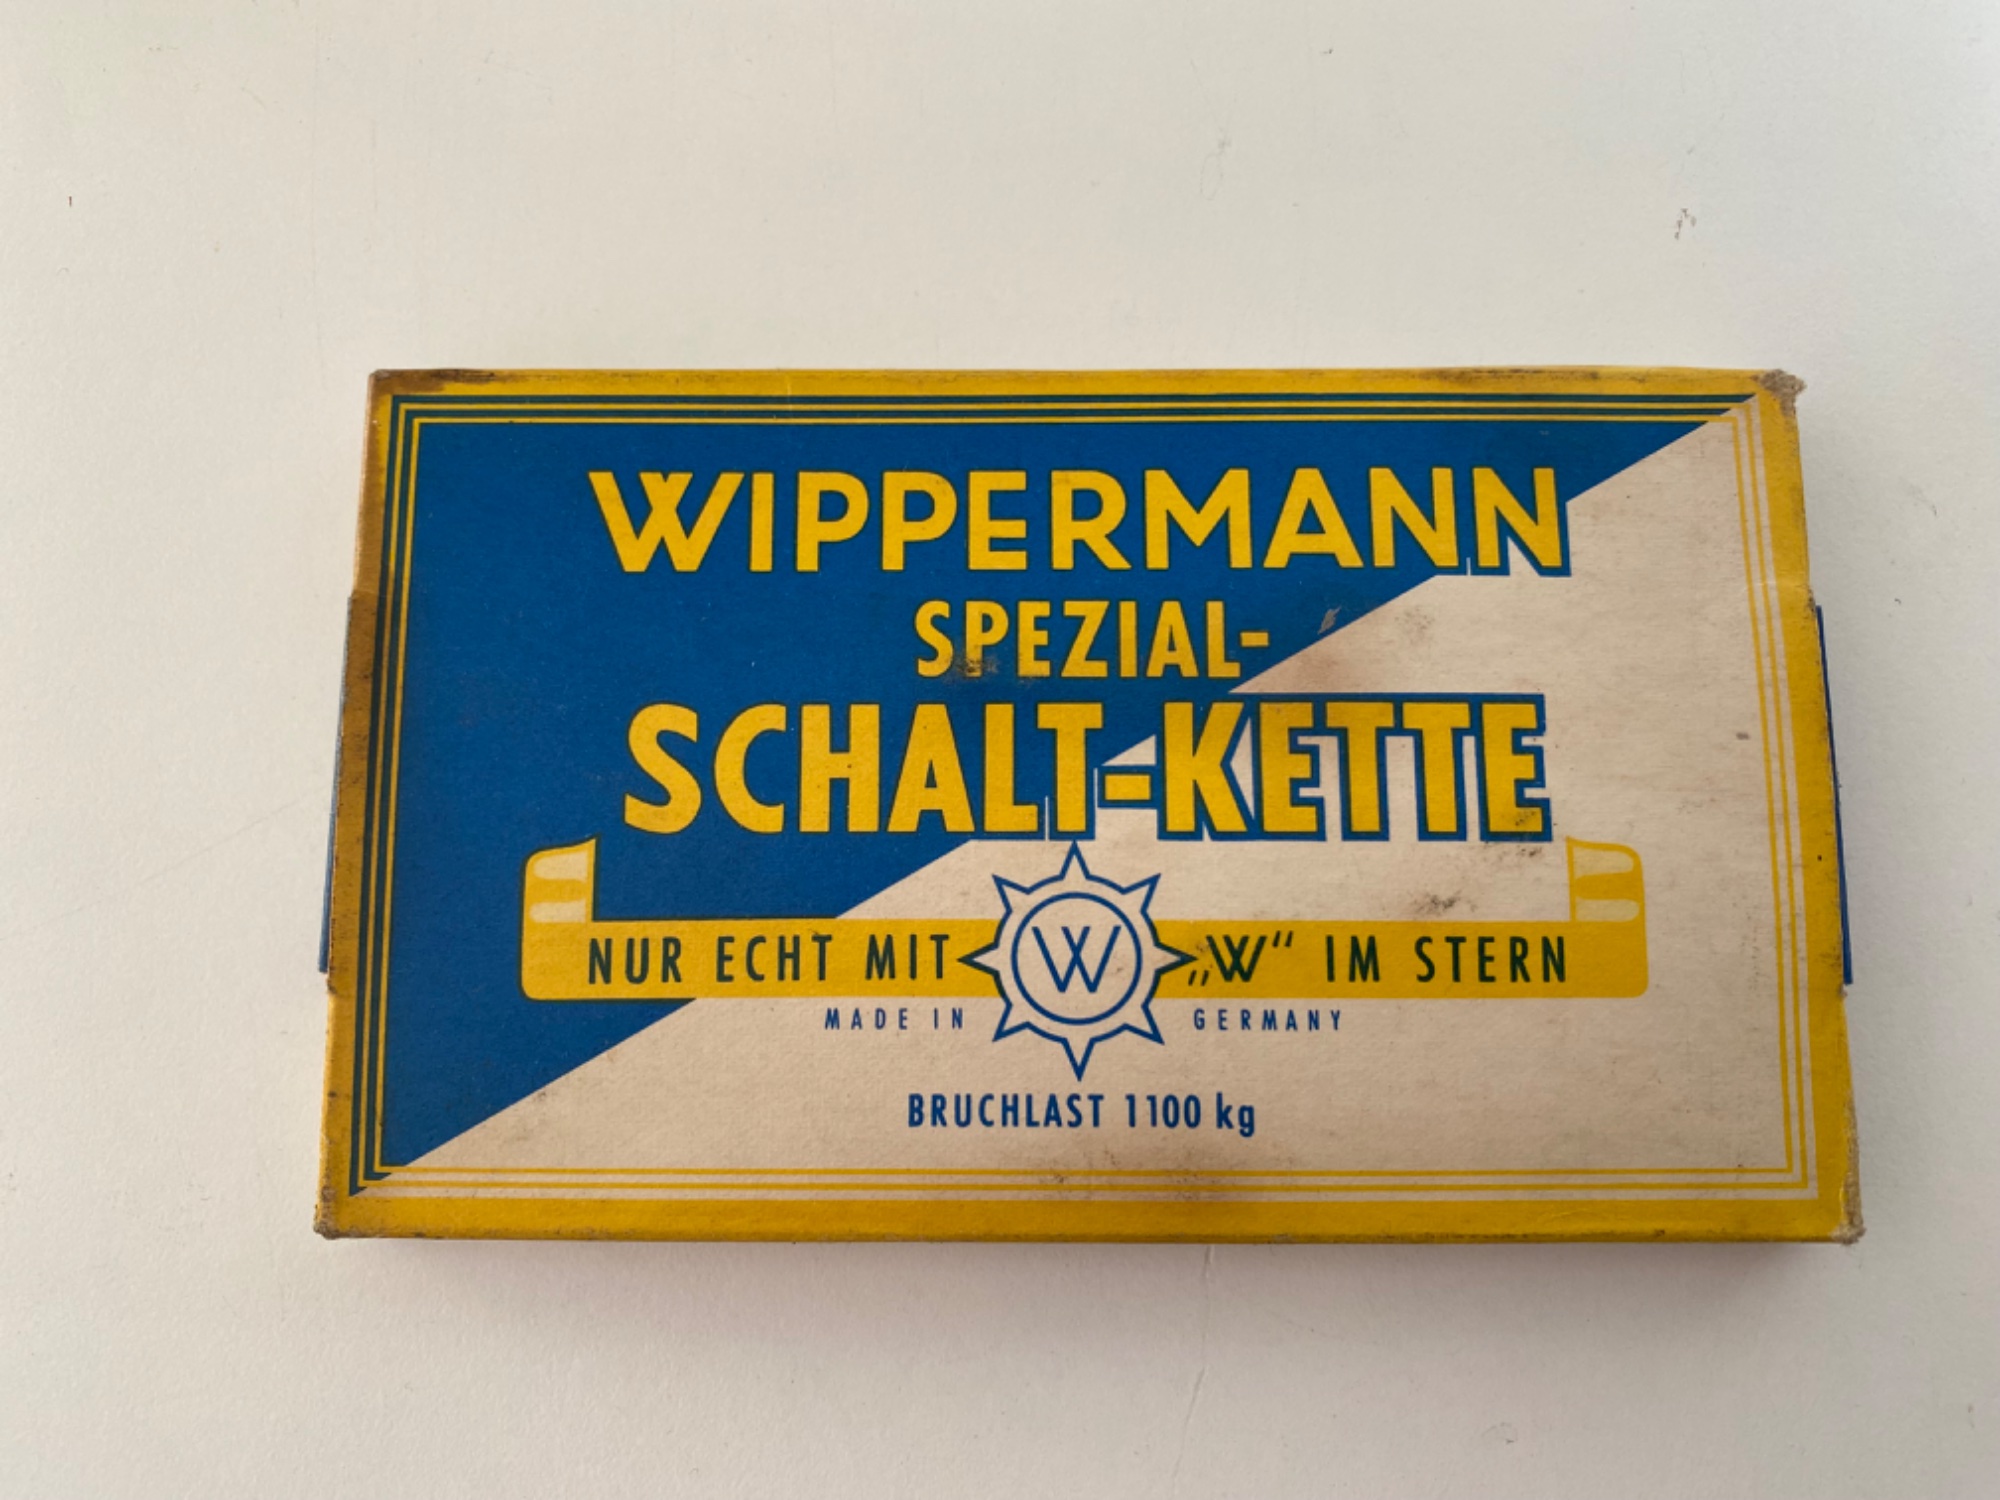 WIPPERMANN
SPEZIAL-
SCHALT-KETTE
NUR ECHT MIT W „W“ IM STERN
MADE IN GERMANY
BRUCHLAST 1100 kg